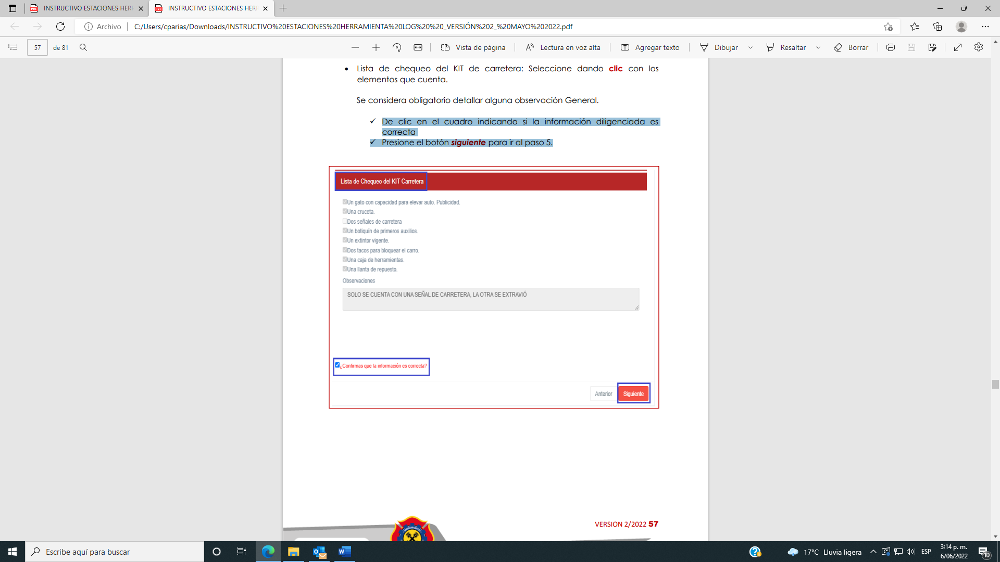 INSTRUCTIVO ESTACIONES HERR
INSTRUCTIVO ESTACIONES HERR
Archivo
C:/Users/cparias/Downloads/INSTRUCTIVO%20ESTACIONES%20HERRAMIENTA%20LOG%20%20_VERSIÓN%202_%20MAYO%202022.pdf
57 de 81
Vista de página
Lectura en voz alta
Agregar texto
Dibujar
Resaltar
Borrar
• Lista de chequeo del KIT de carretera: Seleccione dando clic con los
elementos que cuenta.
Se considera obligatorio detallar alguna observación General.
✓ De clic en el cuadro indicando si la información diligenciada es
correcta
✓ Presione el botón siguiente para ir al paso 5.
Lista de Chequeo del KIT Carretera
Un gato con capacidad para elevar auto. Publicidad.
Una cruceta.
Dos señales de carretera
Un botiquín de primeros auxilios.
Un extintor vigente.
Dos tacos para bloquear el carro.
Una caja de herramientas.
Una llanta de repuesto.
Observaciones
SOLO SE CUENTA CON UNA SEÑAL DE CARRETERA, LA OTRA SE EXTRAVIÓ
¿Confirmas que la información es correcta?
Anterior
Siguiente
VERSION 2/2022 57
Escribe aquí para buscar
17°C Lluvia ligera
ESP
3:14 p. m.
6/06/2022
10